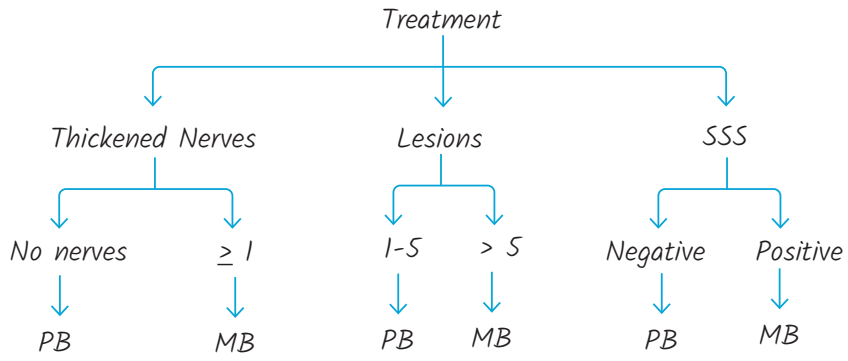 Treatment
Thickened Nerves Lesions SSS
No nerves ≥ 1 1-5 > 5 Negative Positive
PB MB PB MB PB MB